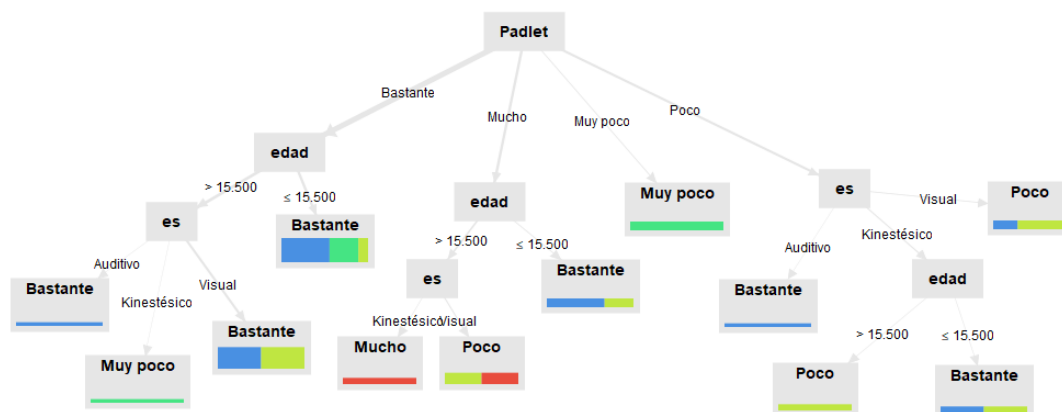 Padlet
Bastante
Mucho
Muy poco
Poco
edad
> 15.500
≤ 15.500
es
Bastante
Auditivo
Kinestésico
Visual
Bastante
Muy poco
Bastante
edad
> 15.500
≤ 15.500
es
Bastante
Kinestésico
Visual
Mucho
Poco
Muy poco
es
Visual
Poco
Auditivo
Kinestésico
Bastante
edad
> 15.500
≤ 15.500
Poco
Bastante